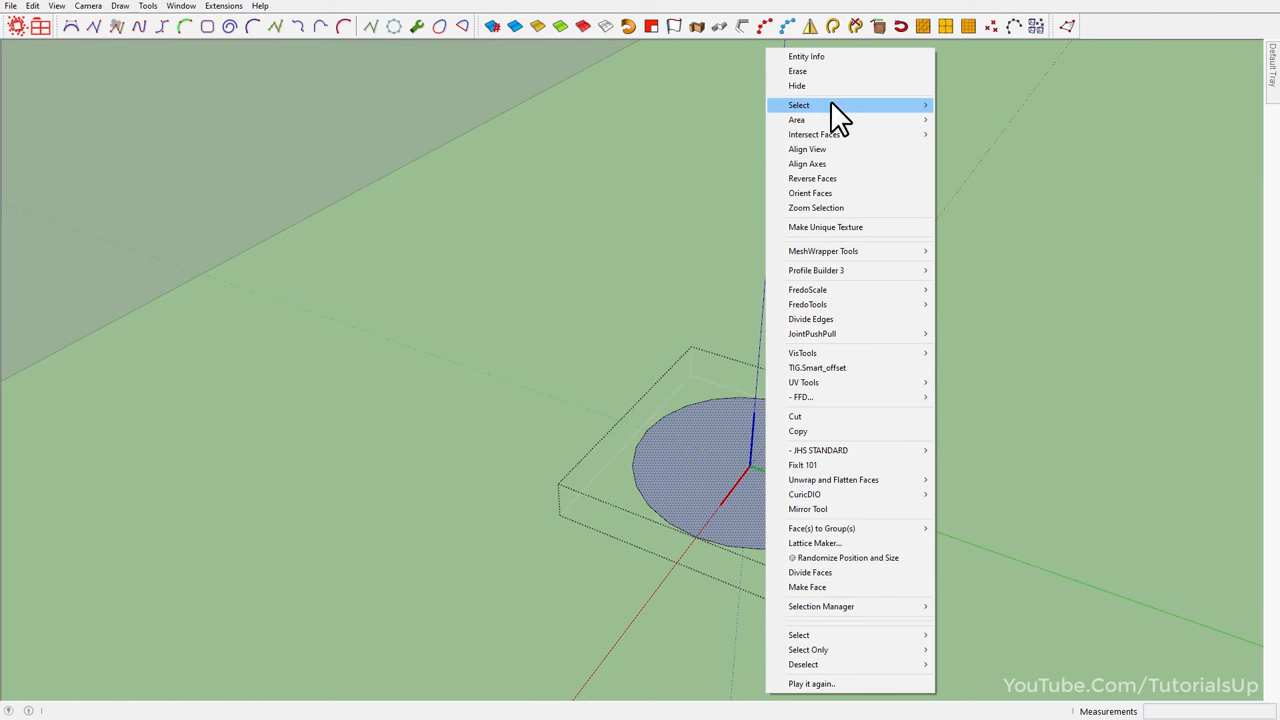 File Edit View Camera Draw Tools Window Extensions Help
Default Tray
Entity Info
Erase
Hide
Select
Area
Intersect Faces
Align View
Align Axes
Reverse Faces
Orient Faces
Zoom Selection
Make Unique Texture
MeshWrapper Tools
Profile Builder 3
FredoScale
FredoTools
Divide Edges
JointPushPull
VisTools
TIG.Smart_offset
UV Tools
- FFD...
Cut
Copy
- JHS STANDARD
FixIt 101
Unwrap and Flatten Faces
CuricDIO
Mirror Tool
Face(s) to Group(s)
Lattice Maker...
Randomize Position and Size
Divide Faces
Make Face
Selection Manager
Select
Select Only
Deselect
Play it again..
YouTube.Com/TutorialsUp
Measurements